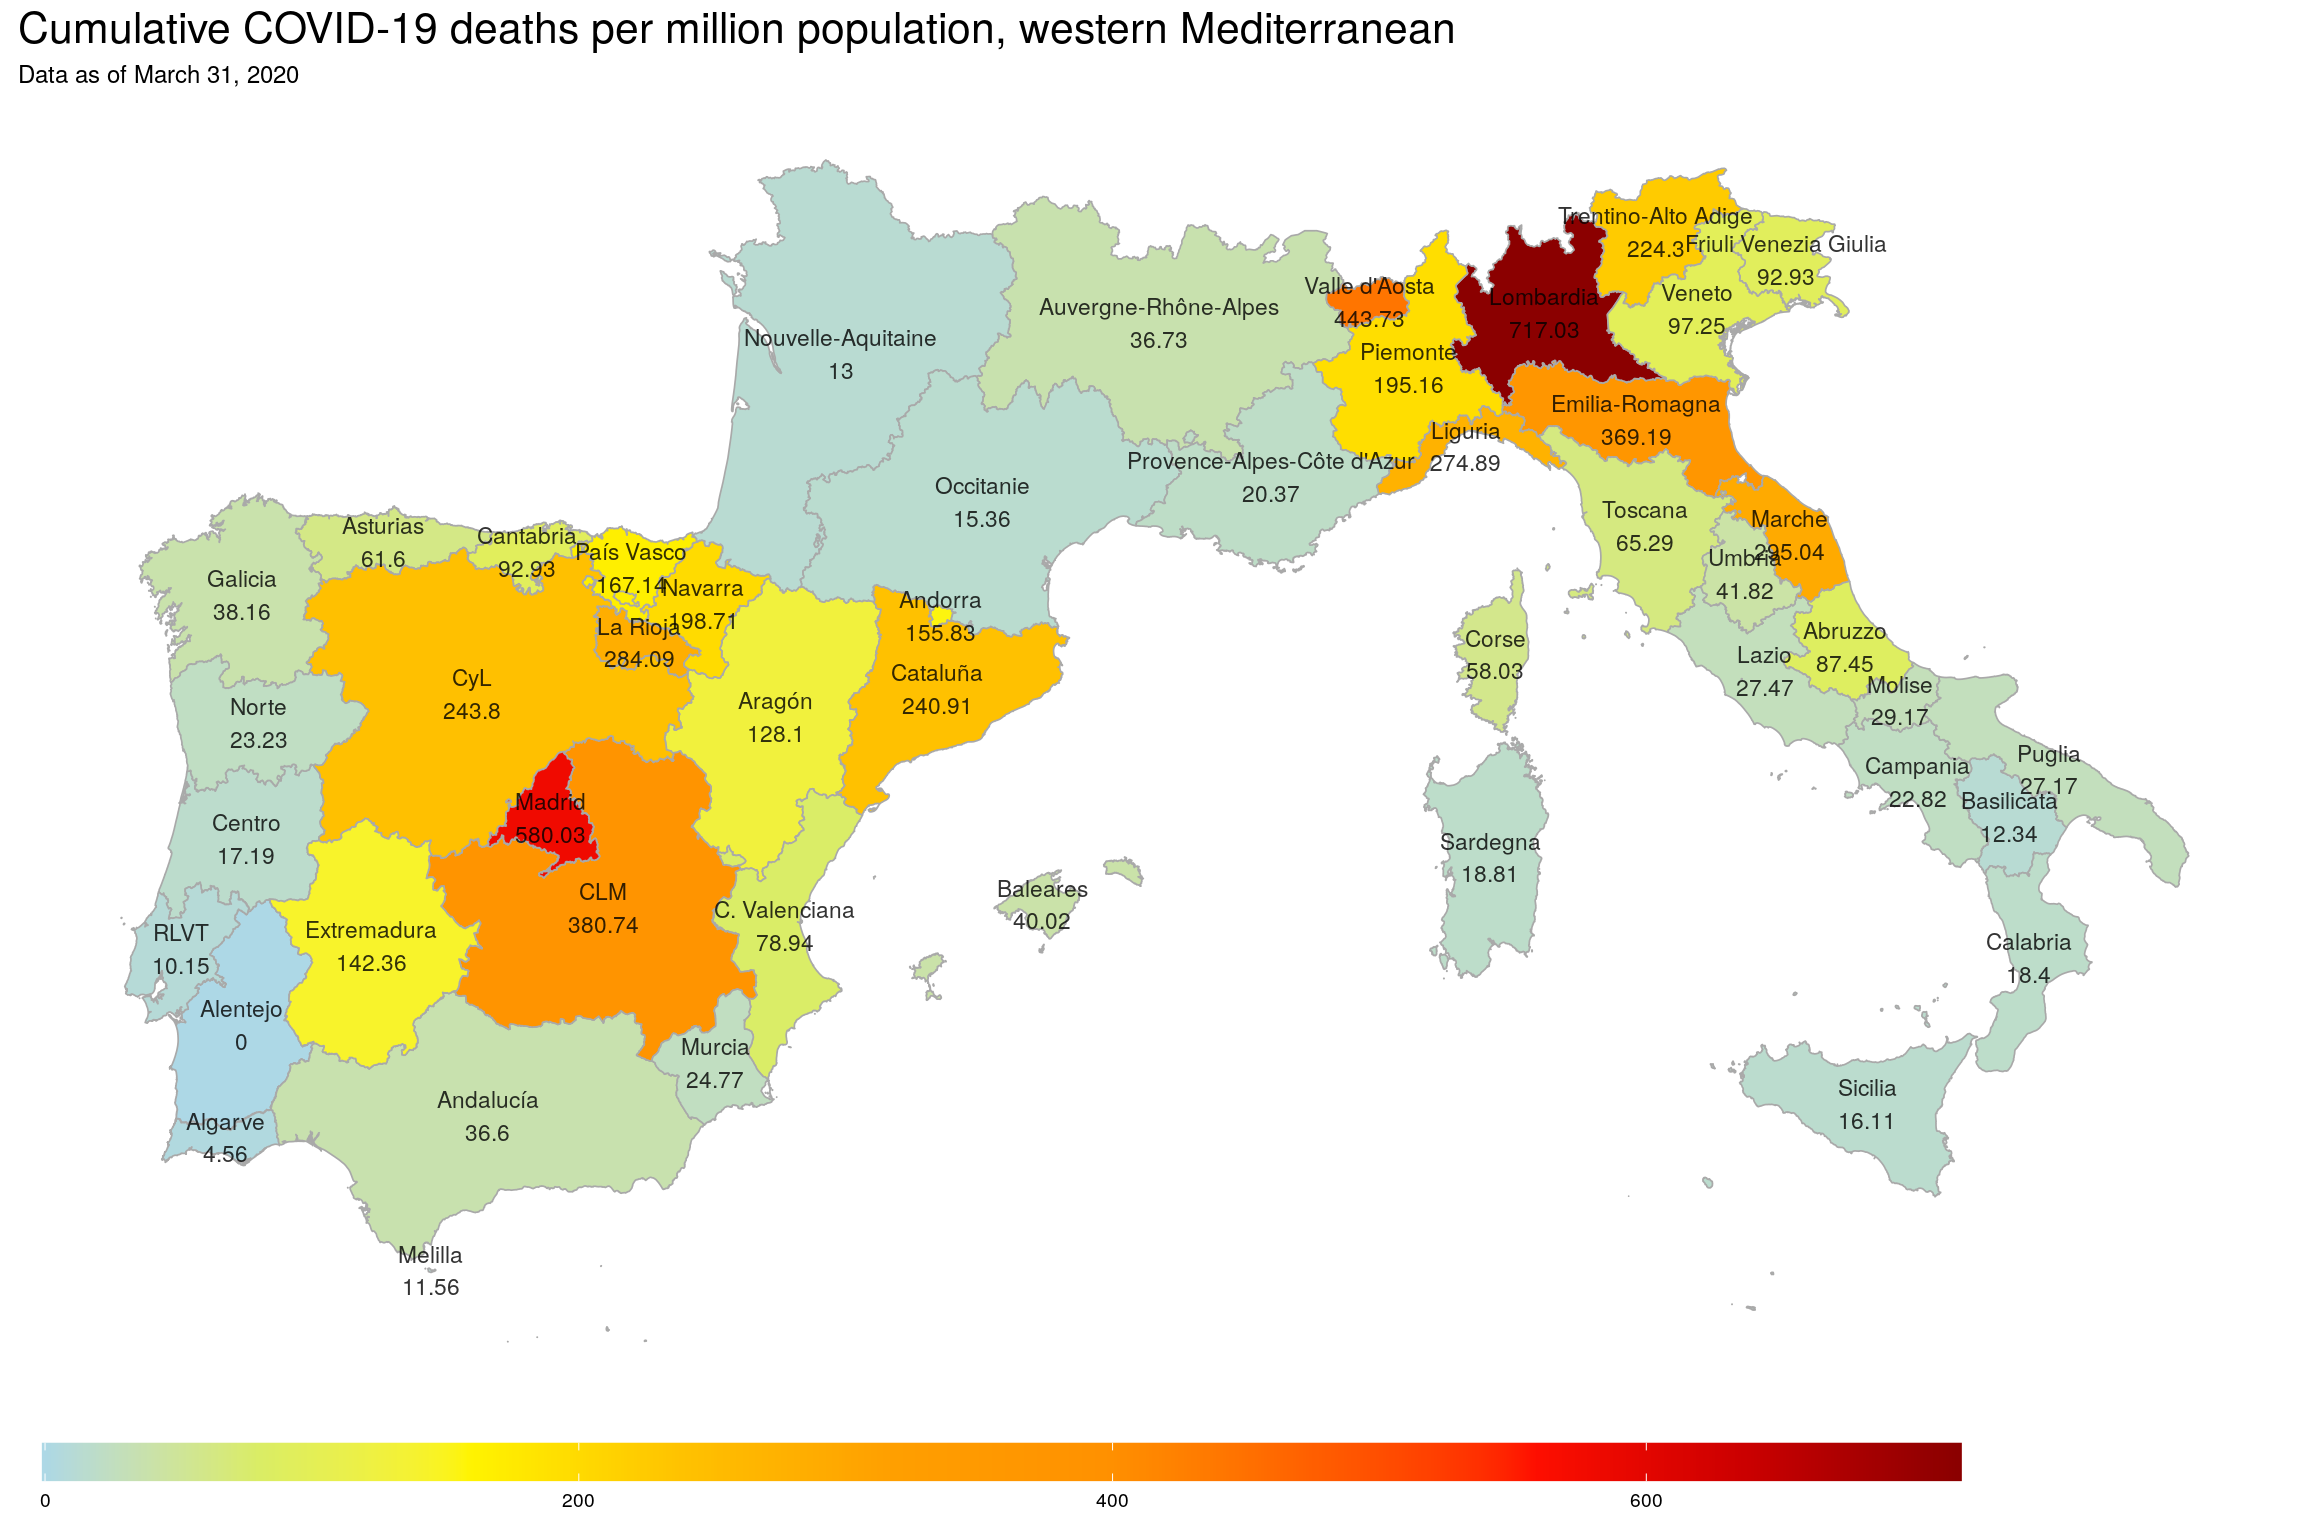 Cumulative COVID-19 deaths per million population, western Mediterranean
Data as of March 31, 2020
Trentino-Alto Adige
224.3
Friuli Venezia Giulia
92.93
Valle d'Aosta
443.73
Lombardia
717.03
Veneto
97.25
Auvergne-Rhône-Alpes
36.73
Nouvelle-Aquitaine
13
Piemonte
195.16
Emilia-Romagna
369.19
Liguria
274.89
Provence-Alpes-Côte d'Azur
20.37
Occitanie
15.36
Toscana
65.29
Marche
295.04
Umbria
41.82
Asturias
61.6
Cantabria
92.93
País Vasco
167.14
Navarra
198.71
Galicia
38.16
La Rioja
284.09
Andorra
155.83
Corse
58.03
Abruzzo
87.45
Lazio
27.47
Molise
29.17
CyL
243.8
Cataluña
240.91
Aragón
128.1
Norte
23.23
Puglia
27.17
Campania
22.82
Basilicata
12.34
Madrid
580.03
Centro
17.19
Sardegna
18.81
CLM
380.74
Baleares
40.02
C. Valenciana
78.94
Extremadura
142.36
RLVT
10.15
Calabria
18.4
Alentejo
0
Murcia
24.77
Sicilia
16.11
Andalucía
36.6
Algarve
4.56
Melilla
11.56
0
200
400
600